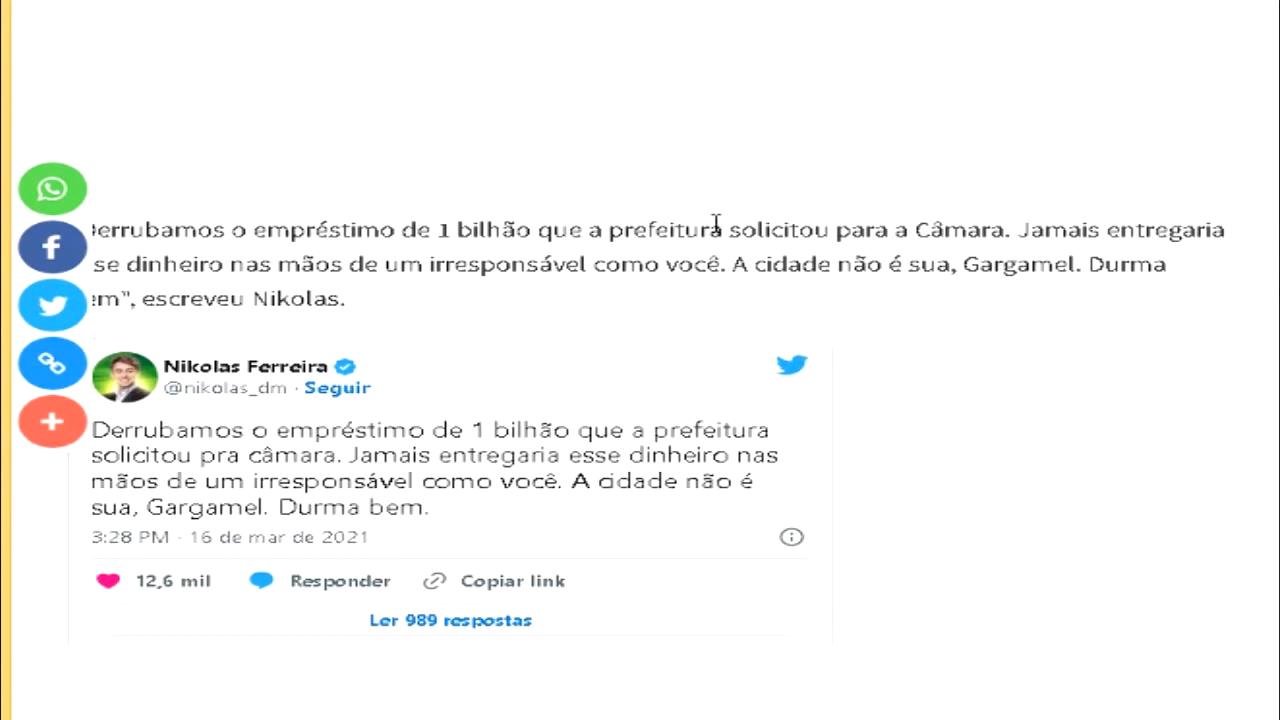 errubamos o empréstimo de 1 bilhão que a prefeitura solicitou para a Câmara. Jamais entregaria
se dinheiro nas mãos de um irresponsável como você. A cidade não é sua, Gargamel. Durma
em", escreveu Nikolas.
Nikolas Ferreira
@nikolas_dm · Seguir
Derrubamos o empréstimo de 1 bilhão que a prefeitura
solicitou pra câmara. Jamais entregaria esse dinheiro nas
mãos de um irresponsável como você. A cidade não é
sua, Gargamel. Durma bem.
3:28 PM · 16 de mar de 2021
12,6 mil Responder Copiar link
Ler 989 respostas